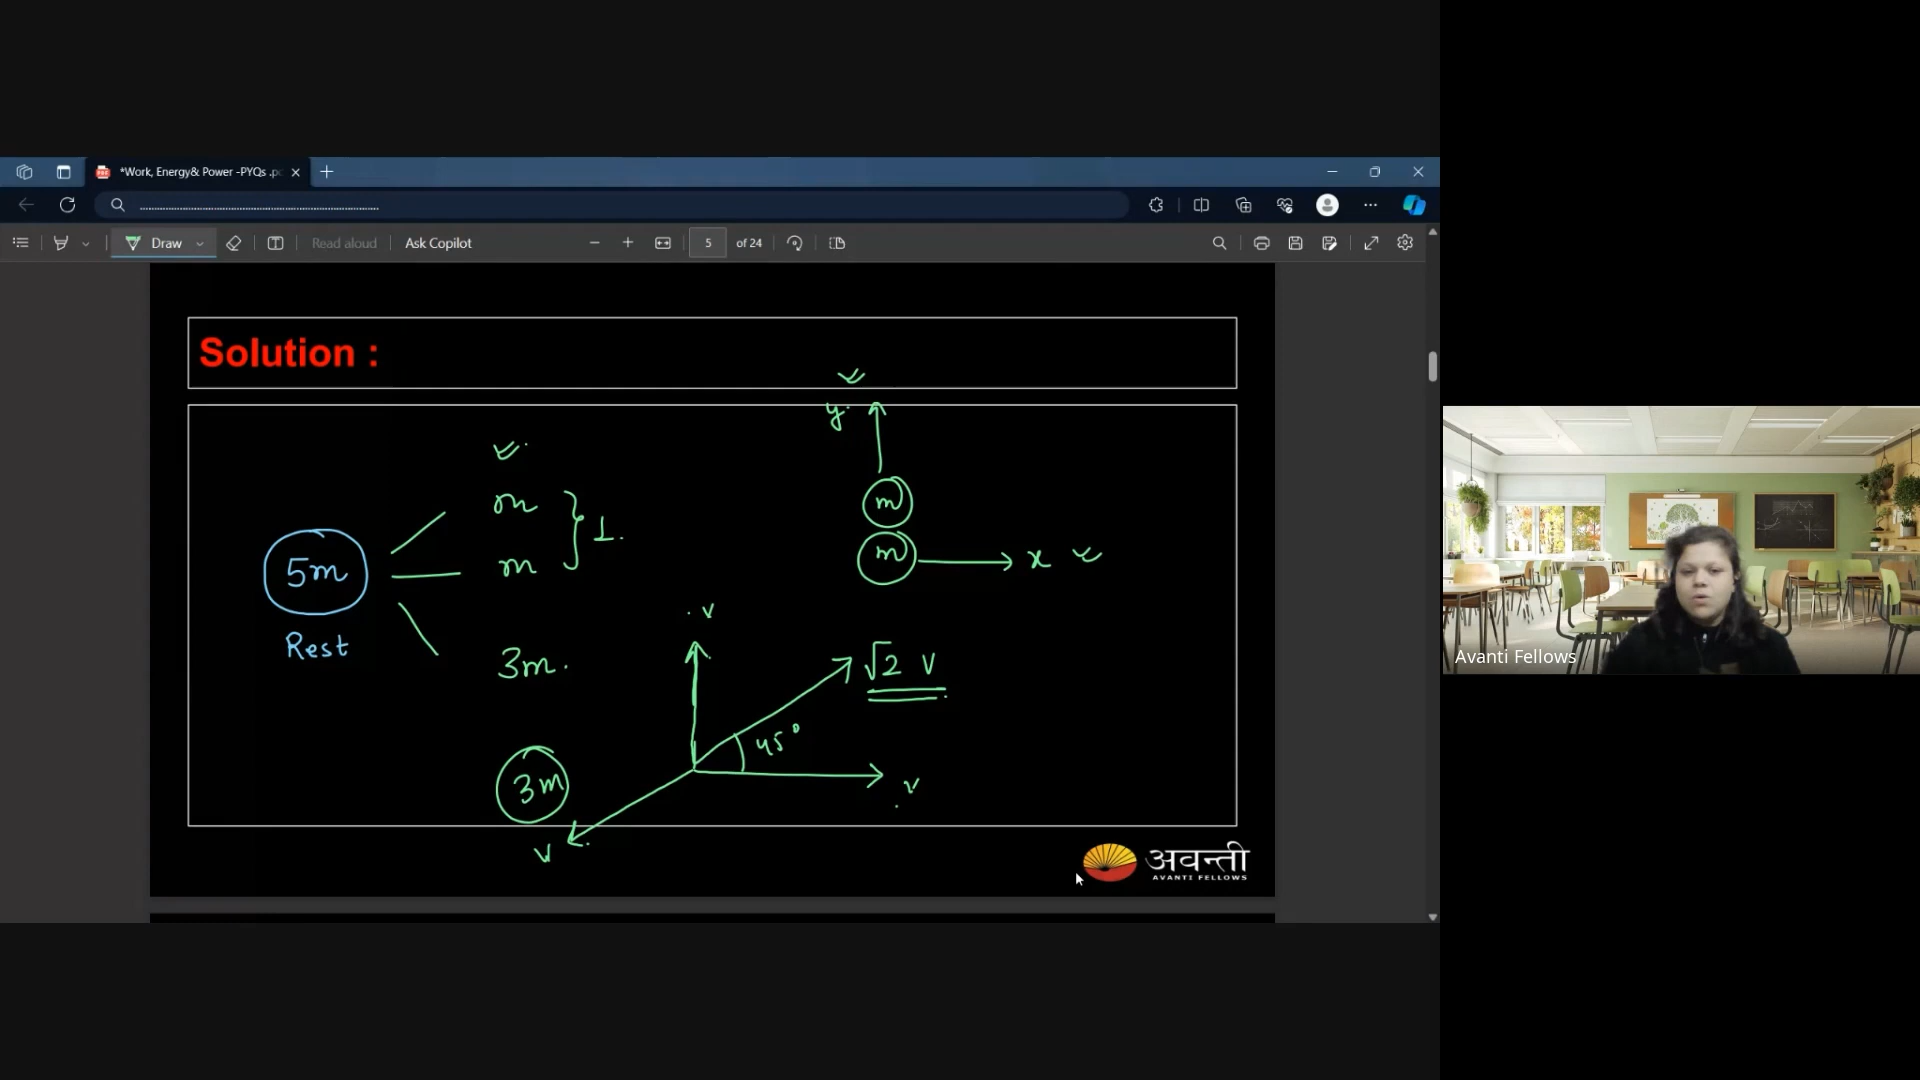 *Work, Energy& Power -PYQs .p
Draw
Read aloud
Ask Copilot
5
of 24
Solution :
y
m
m
5m
Rest
m
m
⊥.
3m.
m
m
x
v
√2 v
45°
v
3m
v
अवन्ती
AVANTI FELLOWS
Avanti Fellows